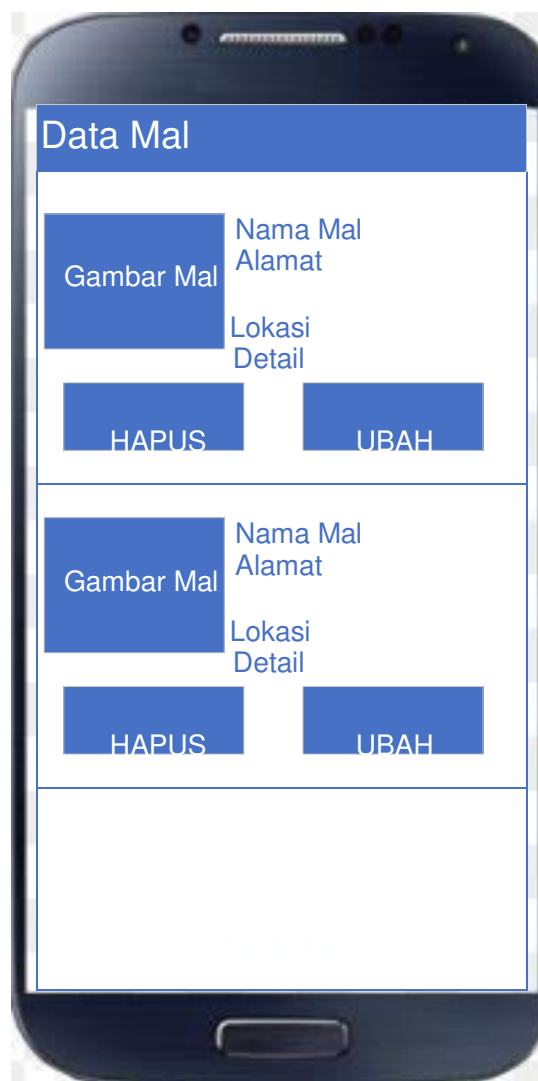 Data Mal
Gambar Mal
Nama Mal
Alamat
Lokasi
Detail
HAPUS
UBAH
Gambar Mal
Nama Mal
Alamat
Lokasi
Detail
HAPUS
UBAH